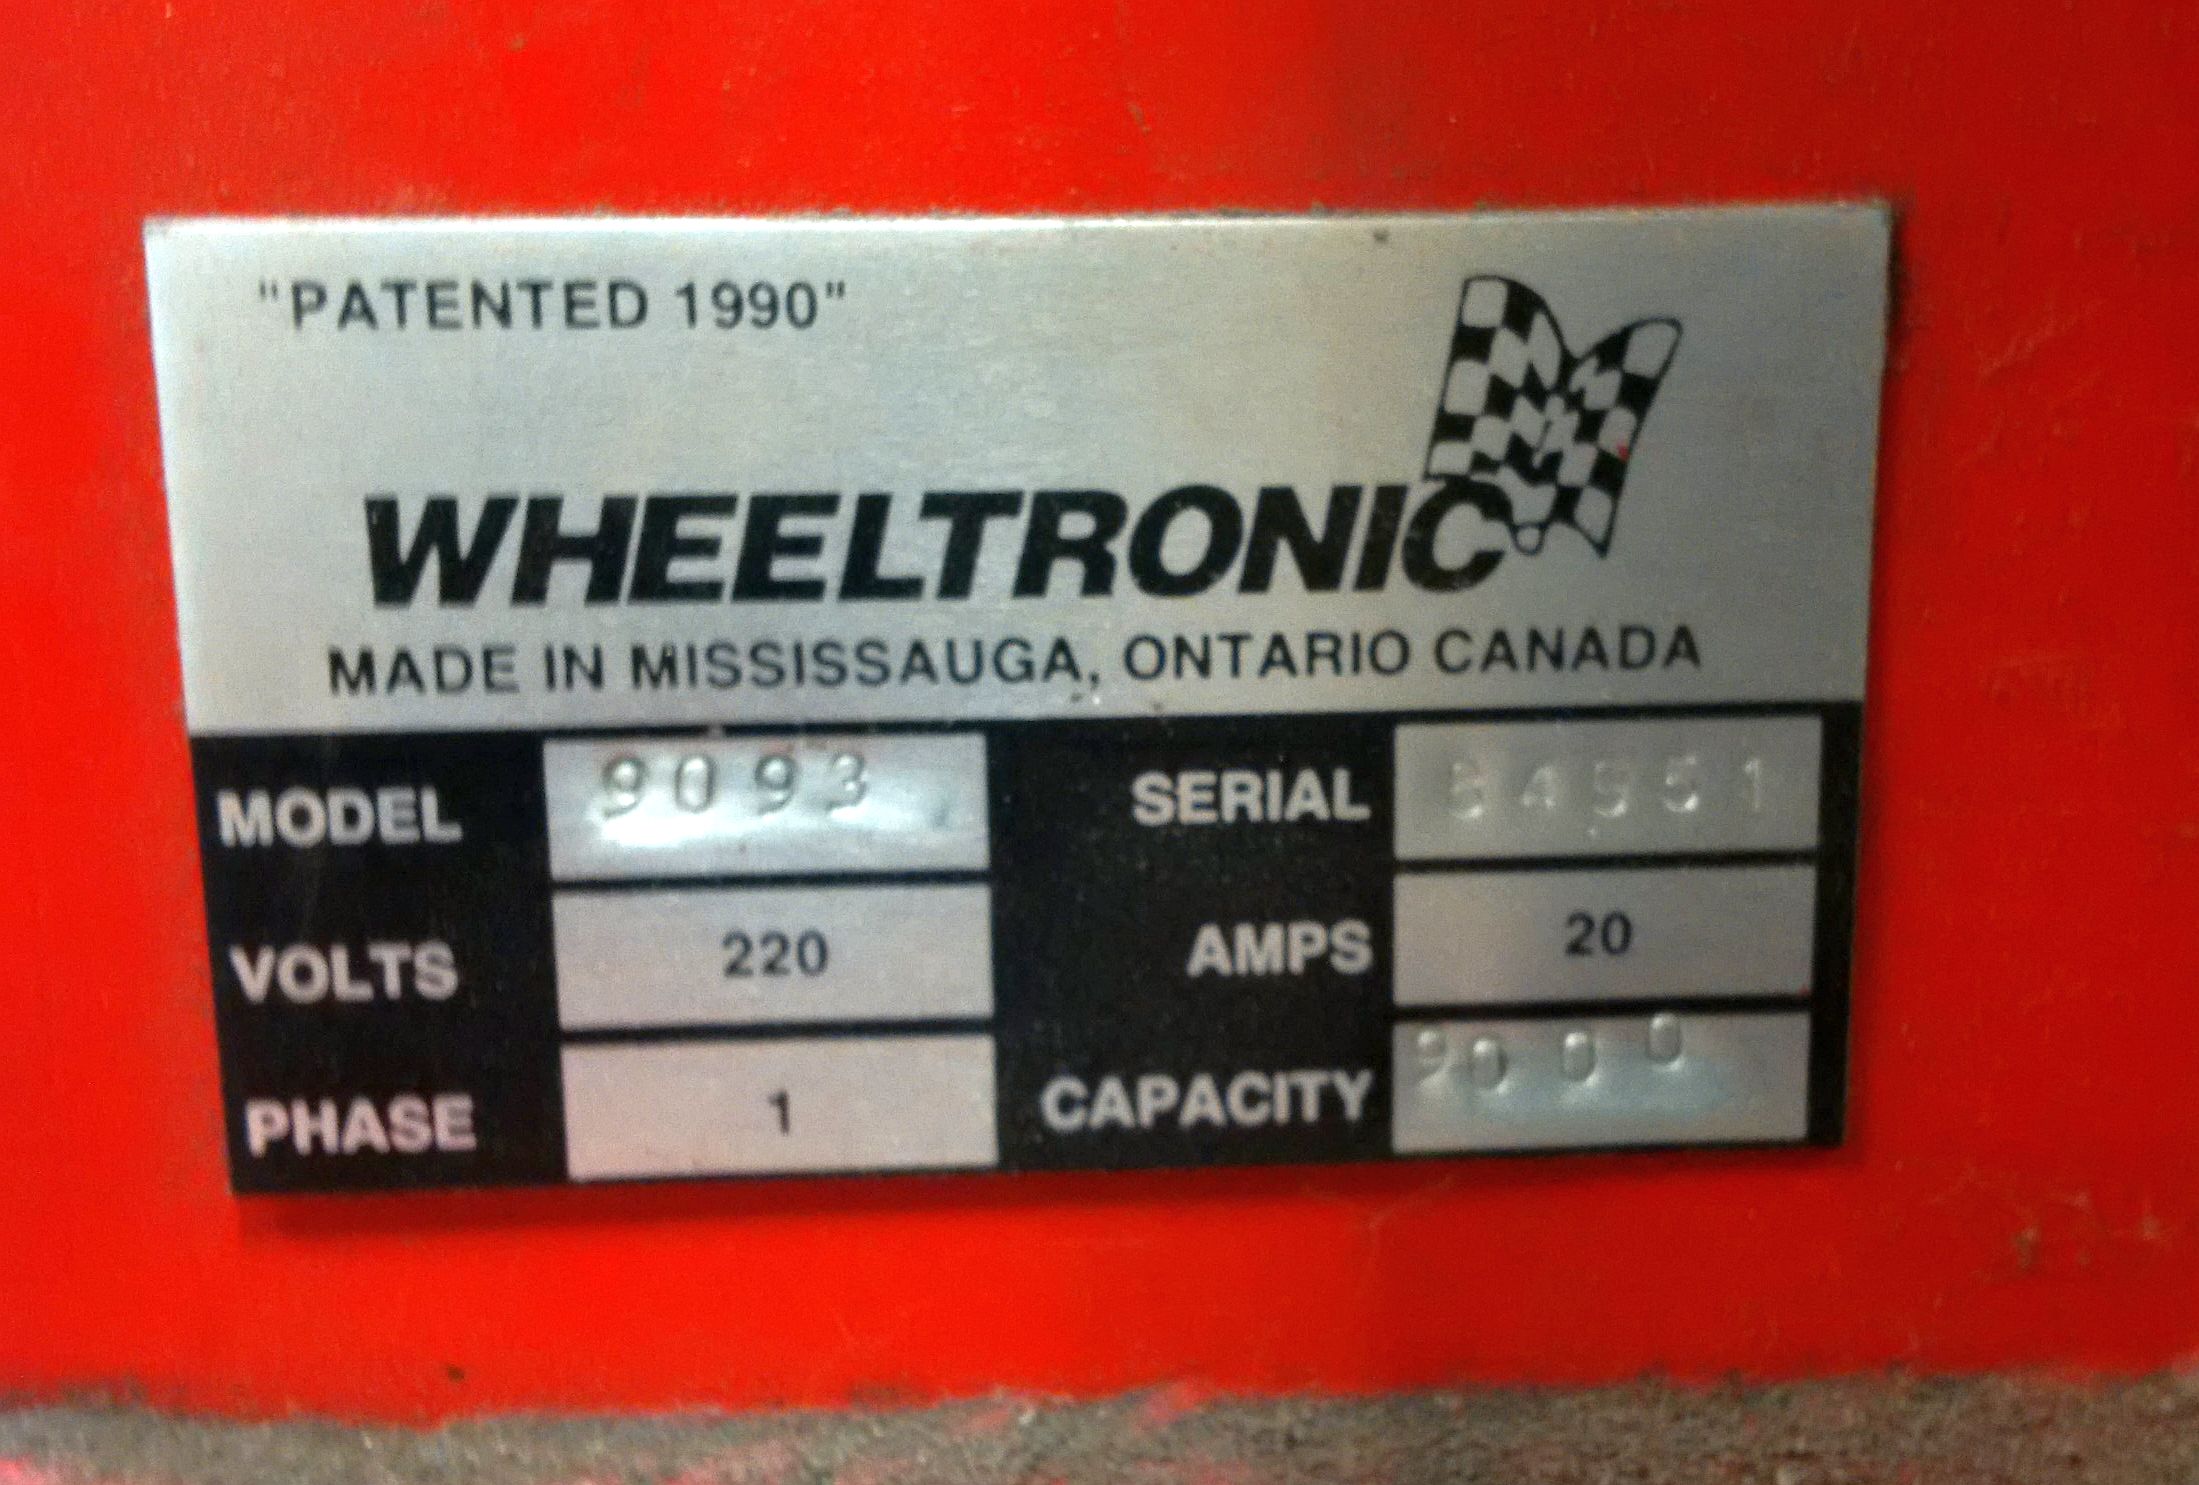 "PATENTED 1990"
WHEELTRONIC
MADE IN MISSISSAUGA, ONTARIO CANADA
MODEL 9093 SERIAL
VOLTS 220 AMPS 20
PHASE 1 CAPACITY 9000